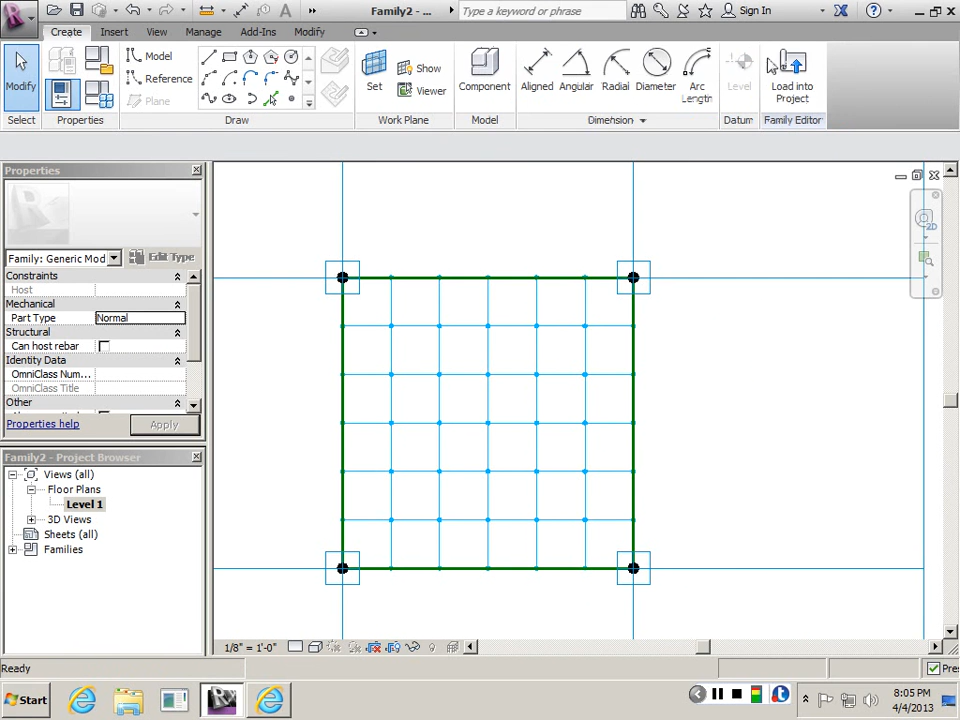 Family2 - ...
Type a keyword or phrase
Sign In
Create Insert View Manage Add-Ins Modify
Modify
Model
Reference
Plane
Set
Show
Viewer
Component
Aligned
Angular
Radial
Diameter
Arc
Length
Level
Load into
Project
Select Properties Draw Work Plane Model Dimension Datum Family Editor
Properties
Family: Generic Mod
Edit Type
Constraints
Host
Mechanical
Part Type Normal
Structural
Can host rebar
Identity Data
OmniClass Num...
OmniClass Title
Other
Properties help
Apply
Family2 - Project Browser
Views (all)
Floor Plans
Level 1
3D Views
Sheets (all)
Families
2D
1/8" = 1'-0"
Ready
Pres
Start
8:05 PM
4/4/2013